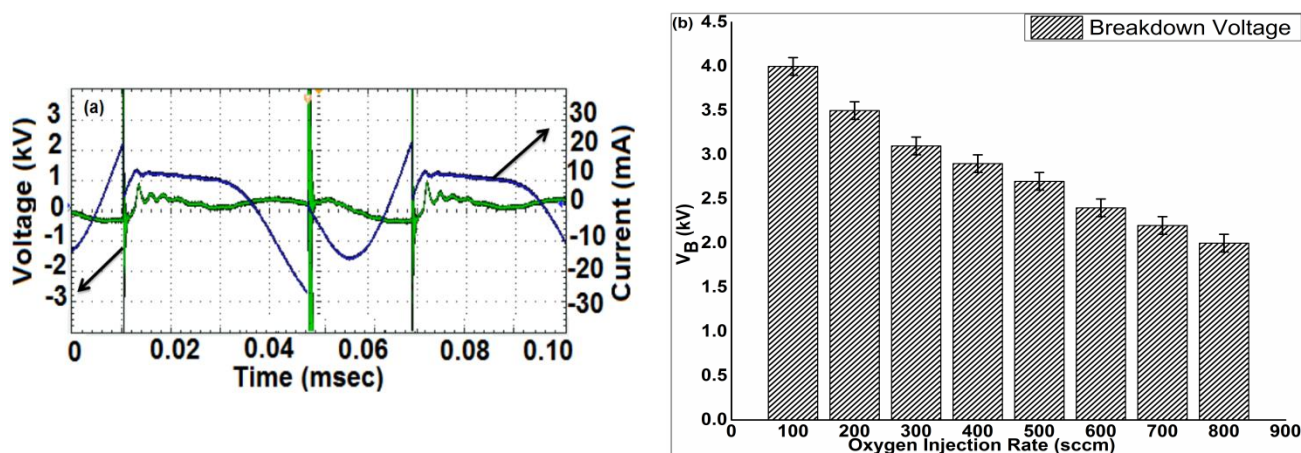 (a)
Voltage (kV)
3
2
1
0
-1
-2
-3
Current (mA)
30
20
10
0
-10
-20
-30
0 0.02 0.04 0.06 0.08 0.10
Time (msec)
(b)
Breakdown Voltage
V_B (kV)
4.5
4.0
3.5
3.0
2.5
2.0
1.5
1.0
0.5
0.0
0 100 200 300 400 500 600 700 800 900
Oxygen Injection Rate (sccm)